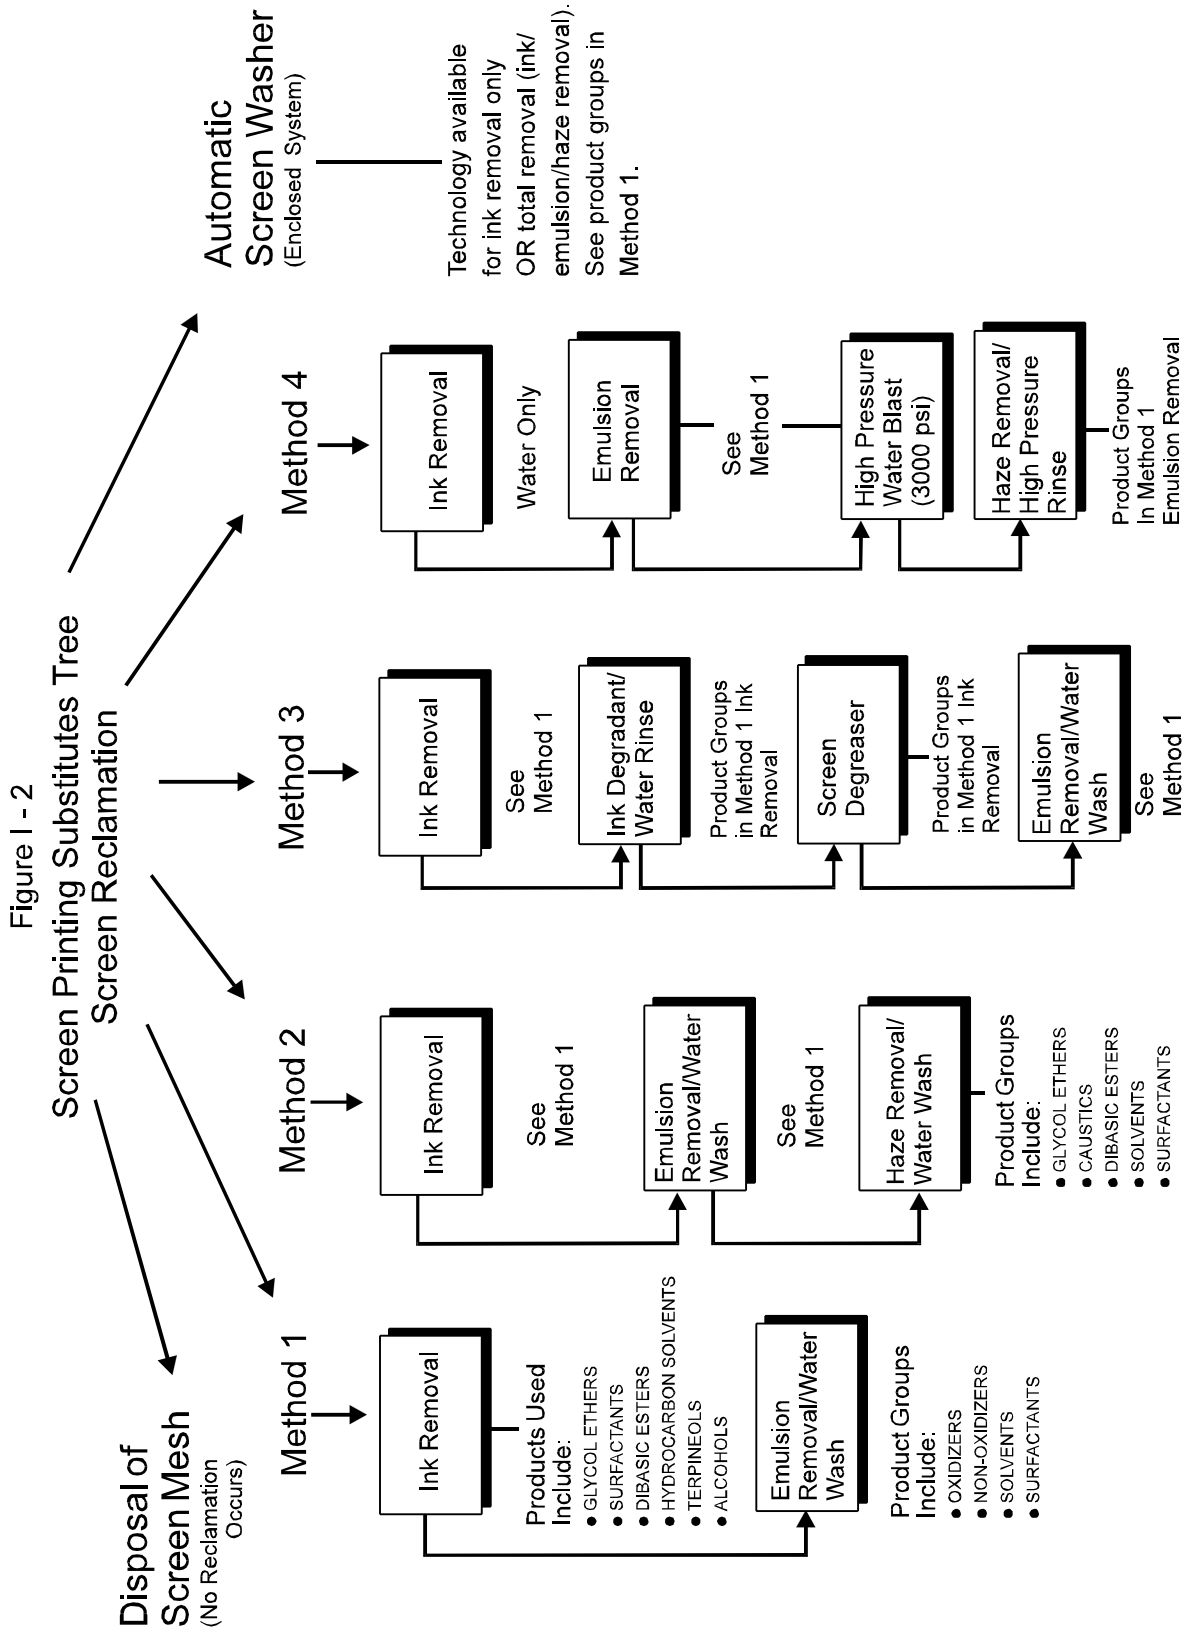 Figure I - 2
Screen Printing Substitutes Tree
Screen Reclamation
Disposal of
Screen Mesh
(No Reclamation
Occurs)
Method 1
Ink Removal
Products Used
Include:
● GLYCOL ETHERS
● SURFACTANTS
● DIBASIC ESTERS
● HYDROCARBON SOLVENTS
● TERPINEOLS
● ALCOHOLS
Emulsion
Removal/Water
Wash
Product Groups
Include:
● OXIDIZERS
● NON-OXIDIZERS
● SOLVENTS
● SURFACTANTS
Method 2
Ink Removal
See
Method 1
Emulsion
Removal/Water
Wash
See
Method 1
Haze Removal/
Water Wash
Product Groups
Include:
● GLYCOL ETHERS
● CAUSTICS
● DIBASIC ESTERS
● SOLVENTS
● SURFACTANTS
Method 3
Ink Removal
See
Method 1
Ink Degradant/
Water Rinse
Product Groups
in Method 1 Ink
Removal
Screen
Degreaser
Product Groups
in Method 1 Ink
Removal
Emulsion
Removal/Water
Wash
See
Method 1
Method 4
Ink Removal
Water Only
Emulsion
Removal
See
Method 1
High Pressure
Water Blast
(3000 psi)
Haze Removal/
High Pressure
Rinse
Product Groups
In Method 1
Emulsion Removal
Automatic
Screen Washer
(Enclosed System)
Technology available
for ink removal only
OR total removal (ink/
emulsion/haze removal).
See product groups in
Method 1.